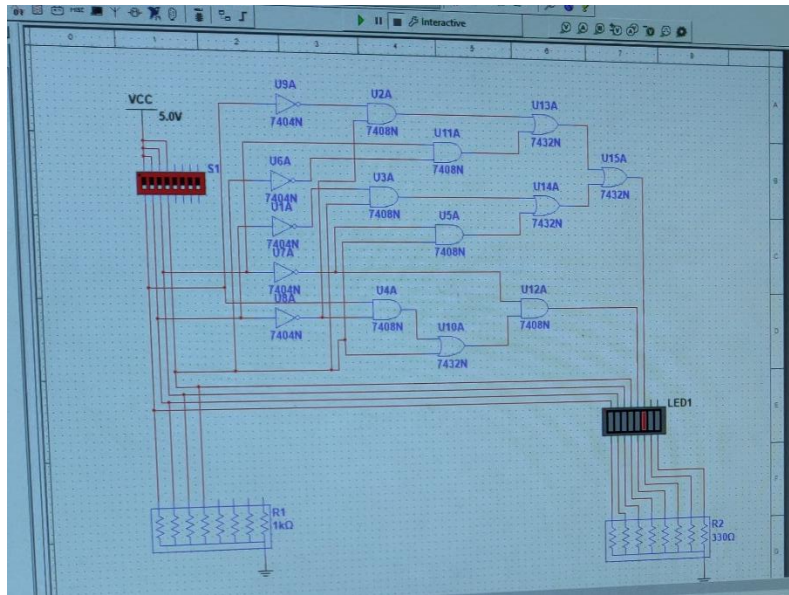 Interactive
0 1 2 3 4 5 6 7 8
VCC
5.0V
S1
U9A
7404N
U2A
7408N
U13A
7432N
U11A
7408N
U6A
7404N
U3A
7408N
U15A
7432N
U14A
7432N
U1A
7404N
U5A
7408N
U7A
7404N
U8A
7404N
U4A
7408N
U12A
7408N
U10A
7432N
LED1
R1
1kΩ
R2
330Ω
A
B
C
D
E
F
G